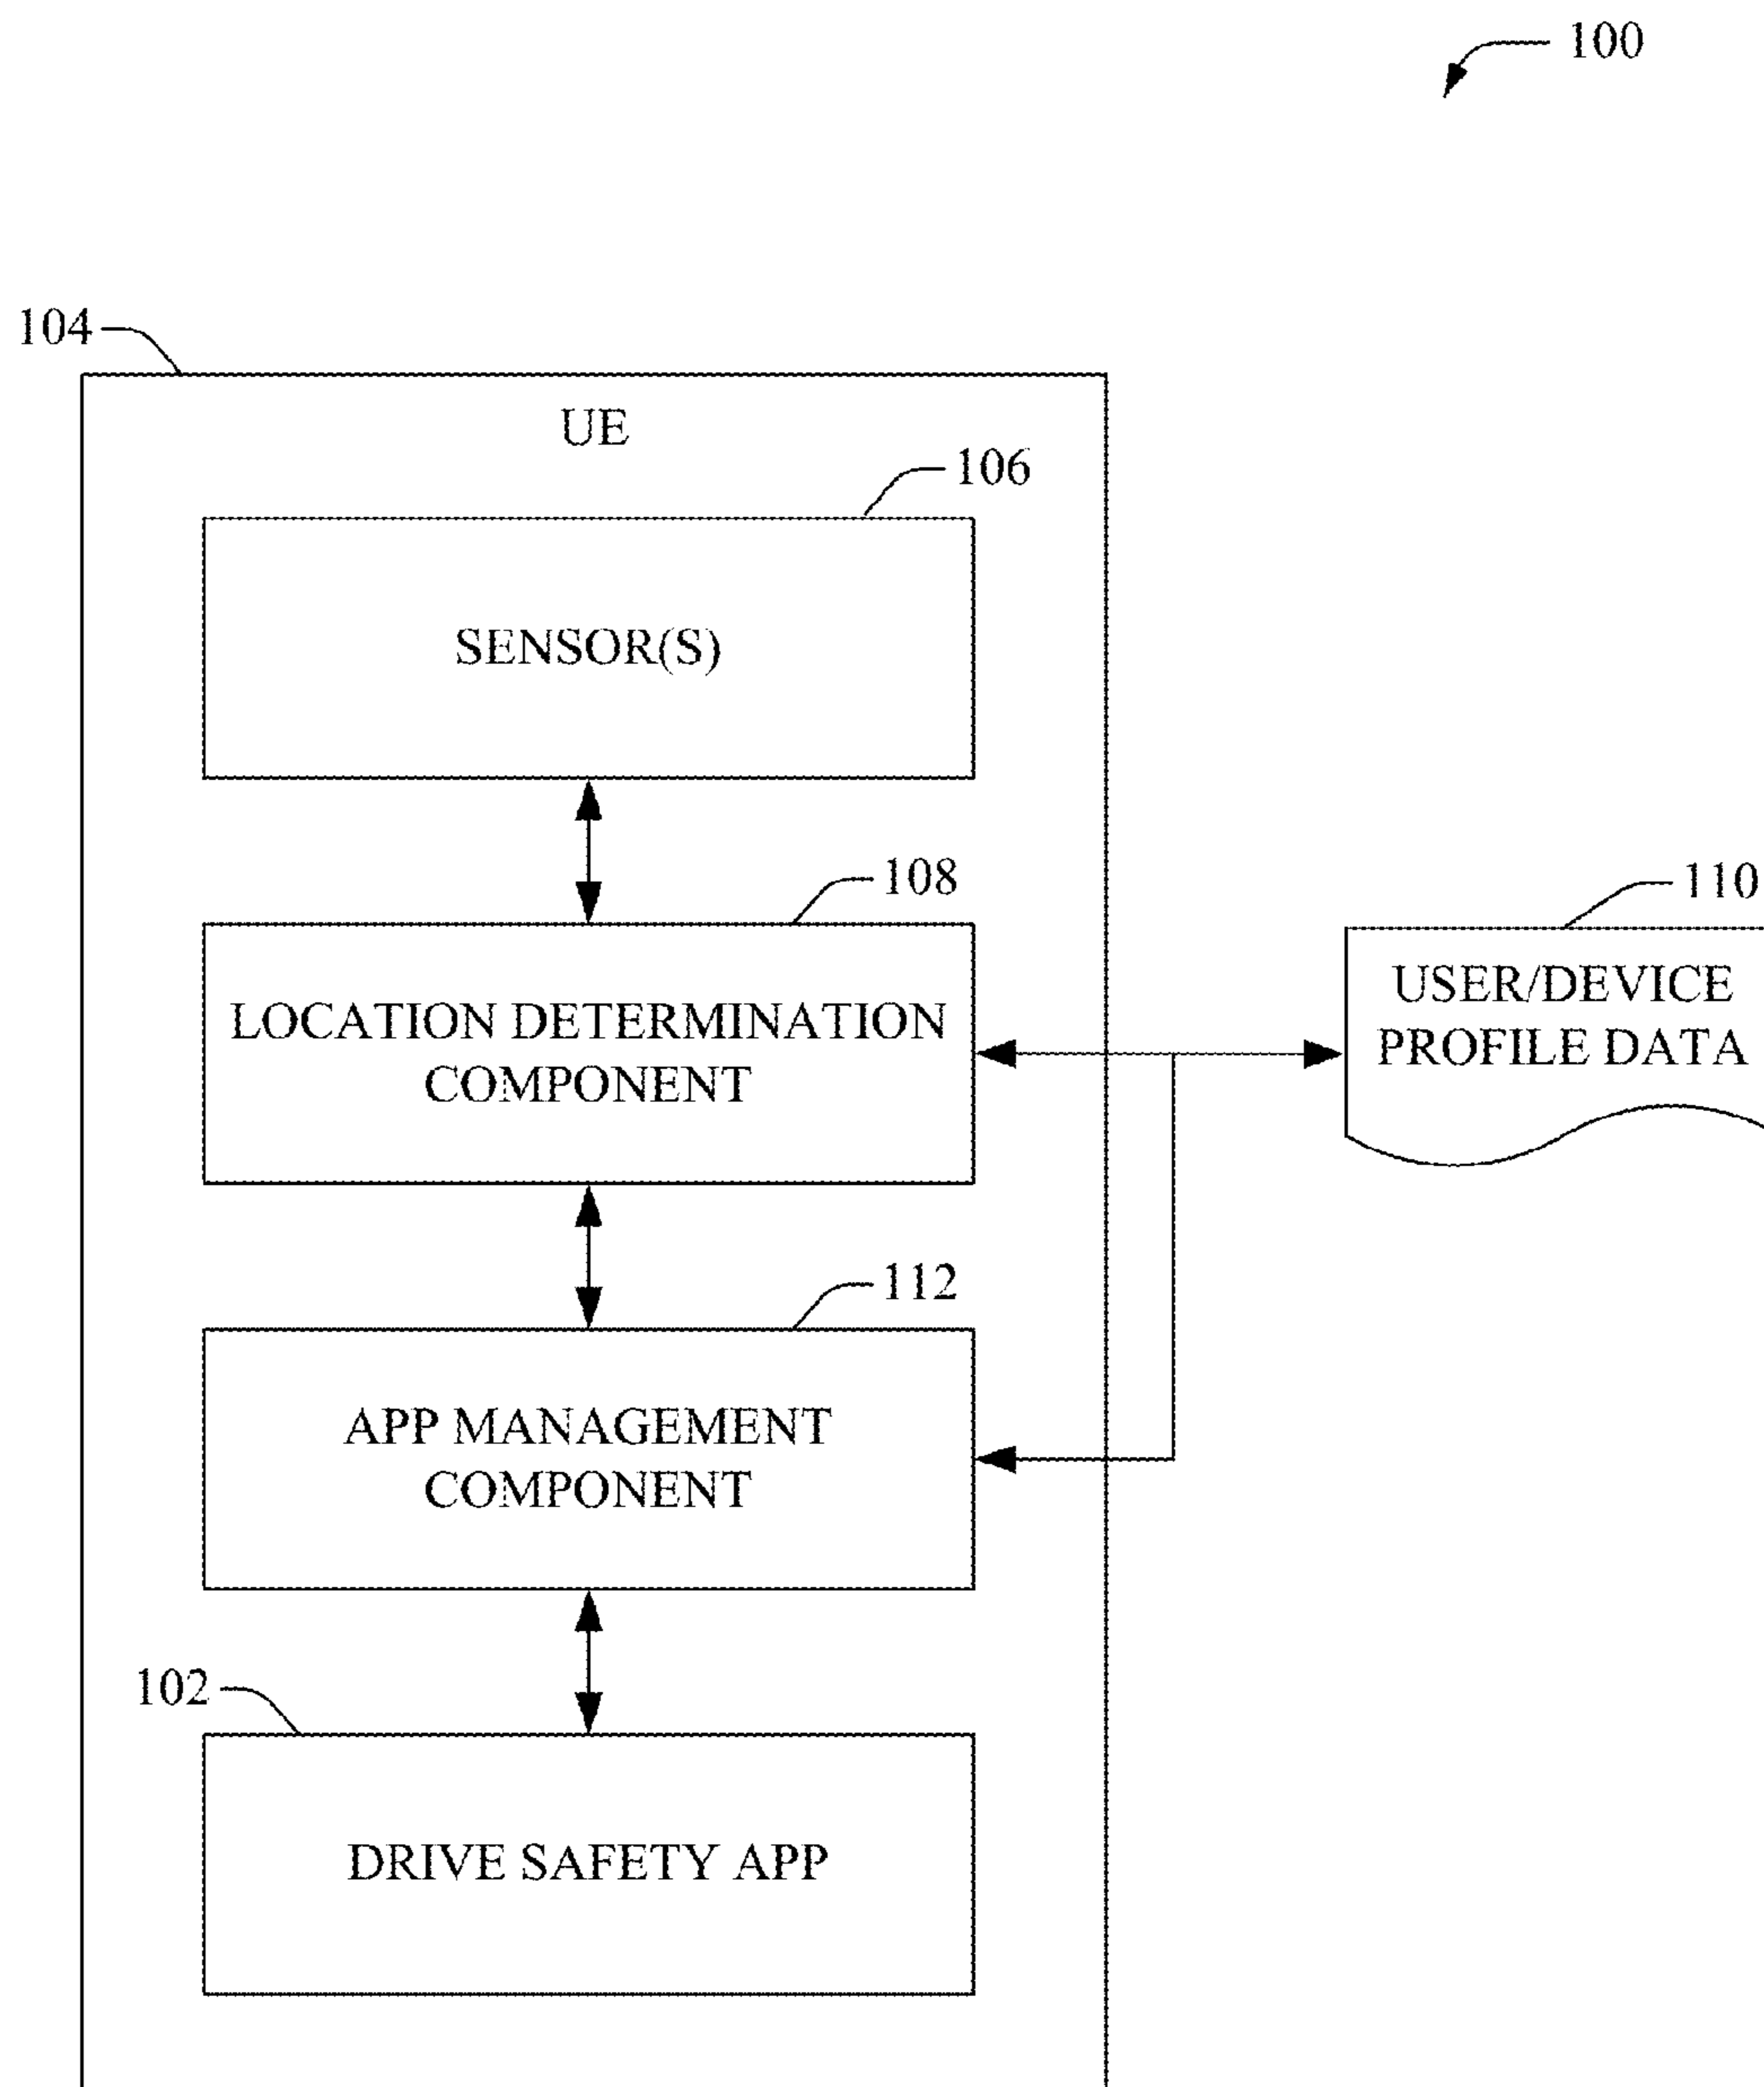 100
104
UE
106
SENSOR(S)
108
110
LOCATION DETERMINATION
COMPONENT
USER/DEVICE
PROFILE DATA
112
APP MANAGEMENT
COMPONENT
102
DRIVE SAFETY APP